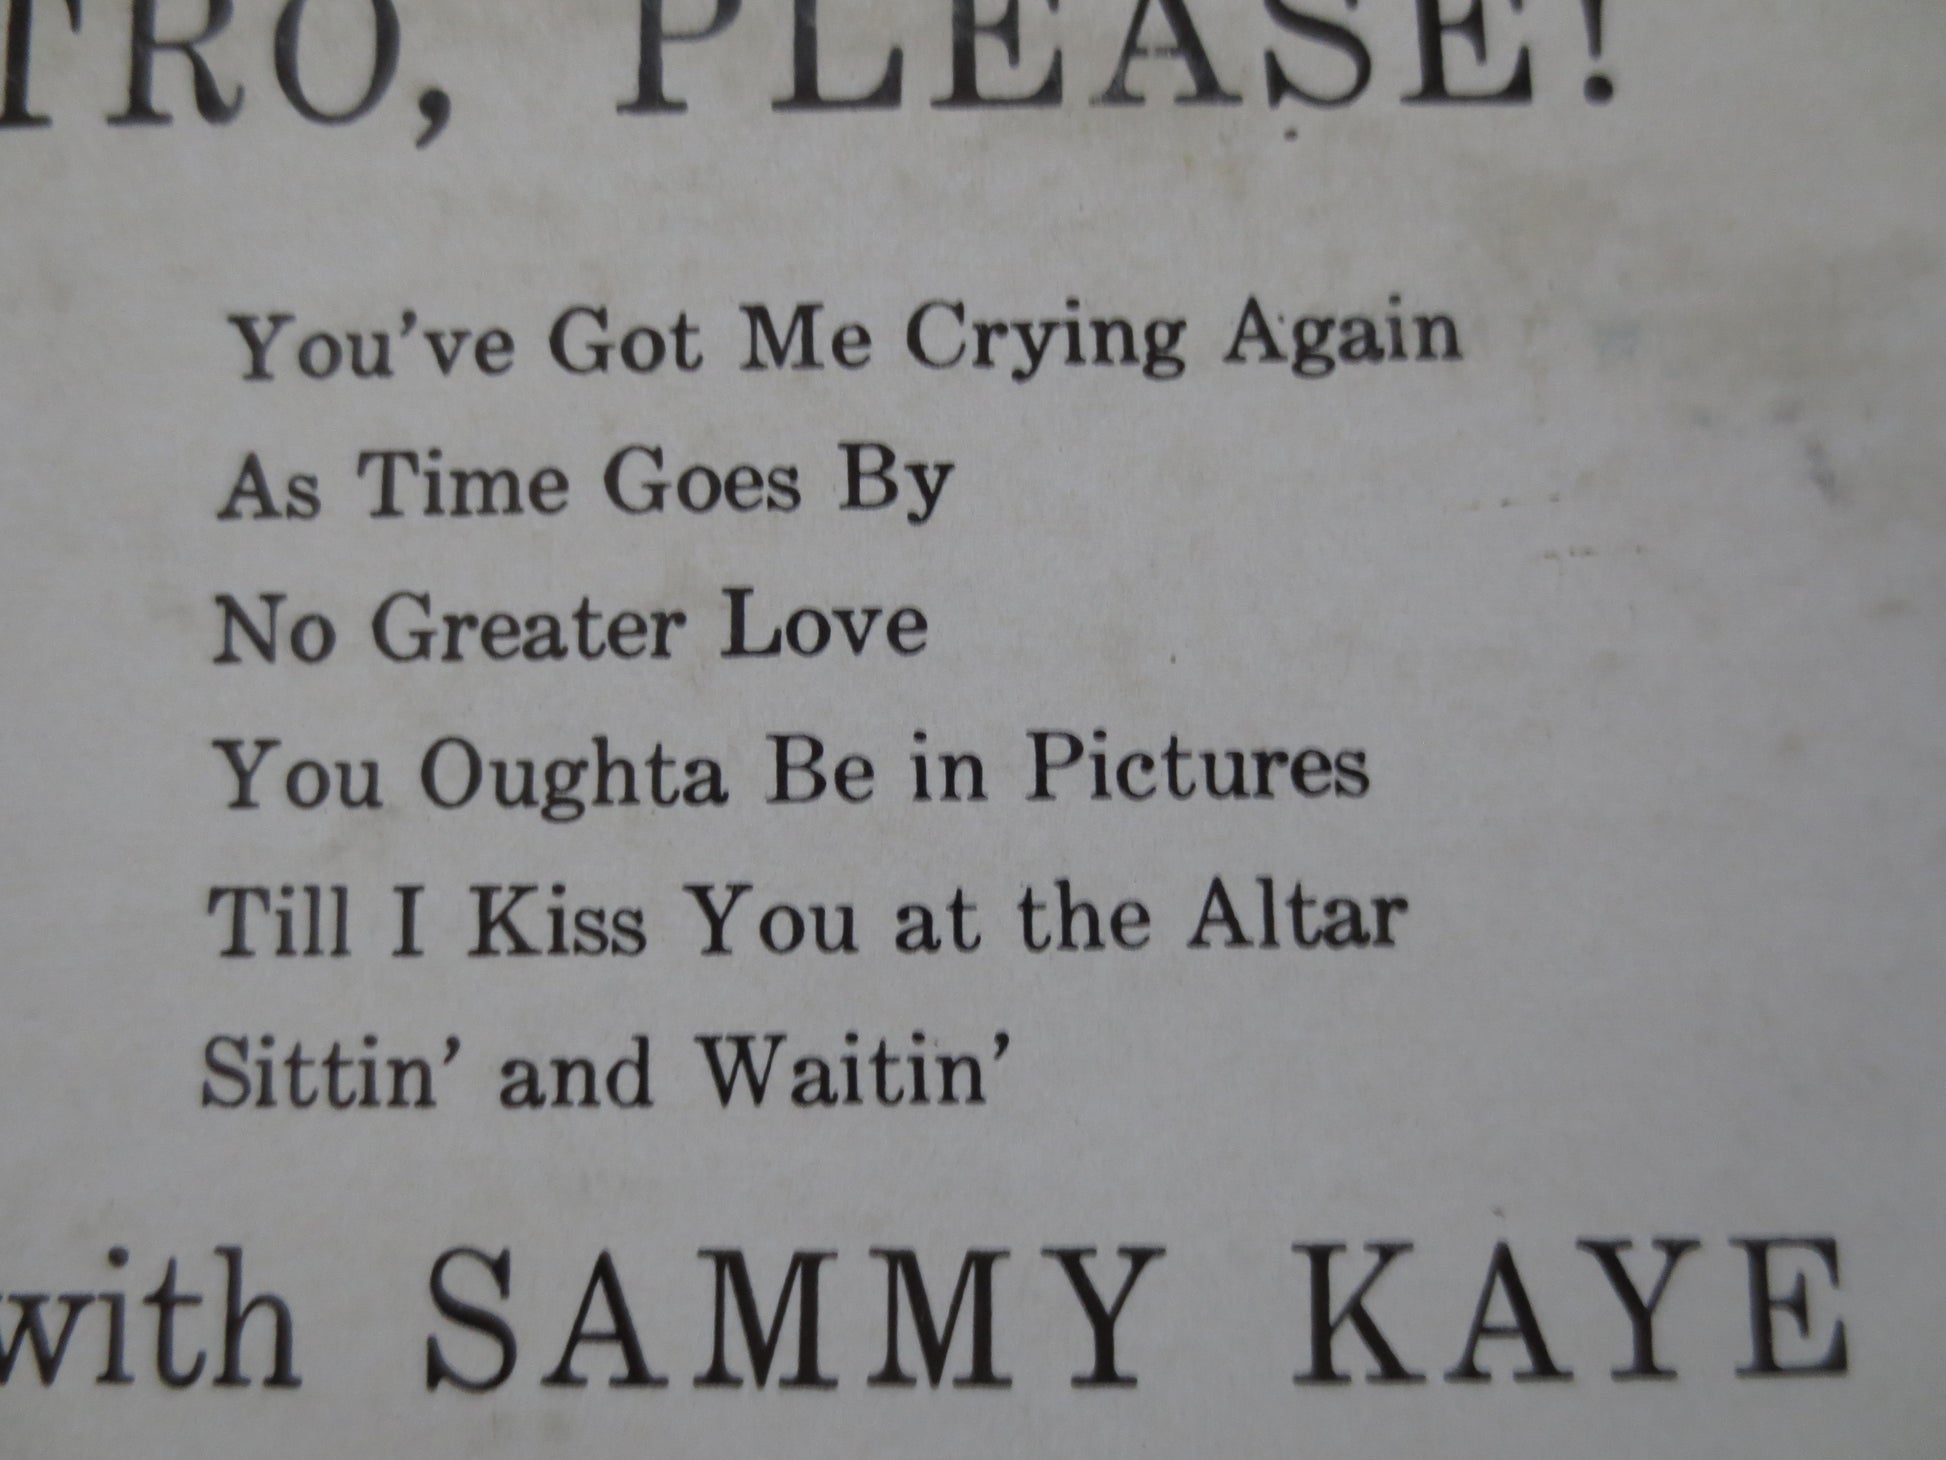 TRO, PLEASE!
You've Got Me Crying Again
As Time Goes By
No Greater Love
You Oughta Be in Pictures
Till I Kiss You at the Altar
Sittin' and Waitin'
with SAMMY KAYE